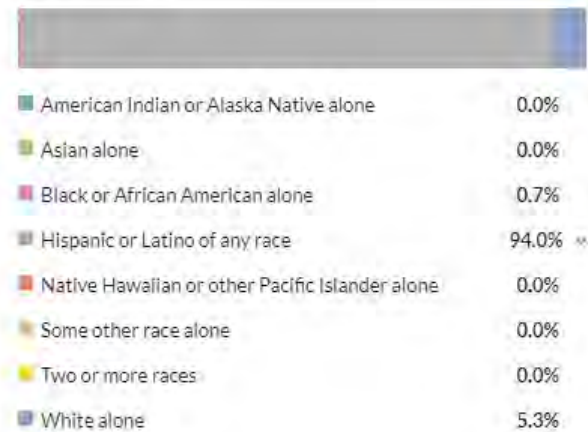 American Indian or Alaska Native alone 0.0%
Asian alone 0.0%
Black or African American alone 0.7%
Hispanic or Latino of any race 94.0%
Native Hawaiian or other Pacific Islander alone 0.0%
Some other race alone 0.0%
Two or more races 0.0%
White alone 5.3%